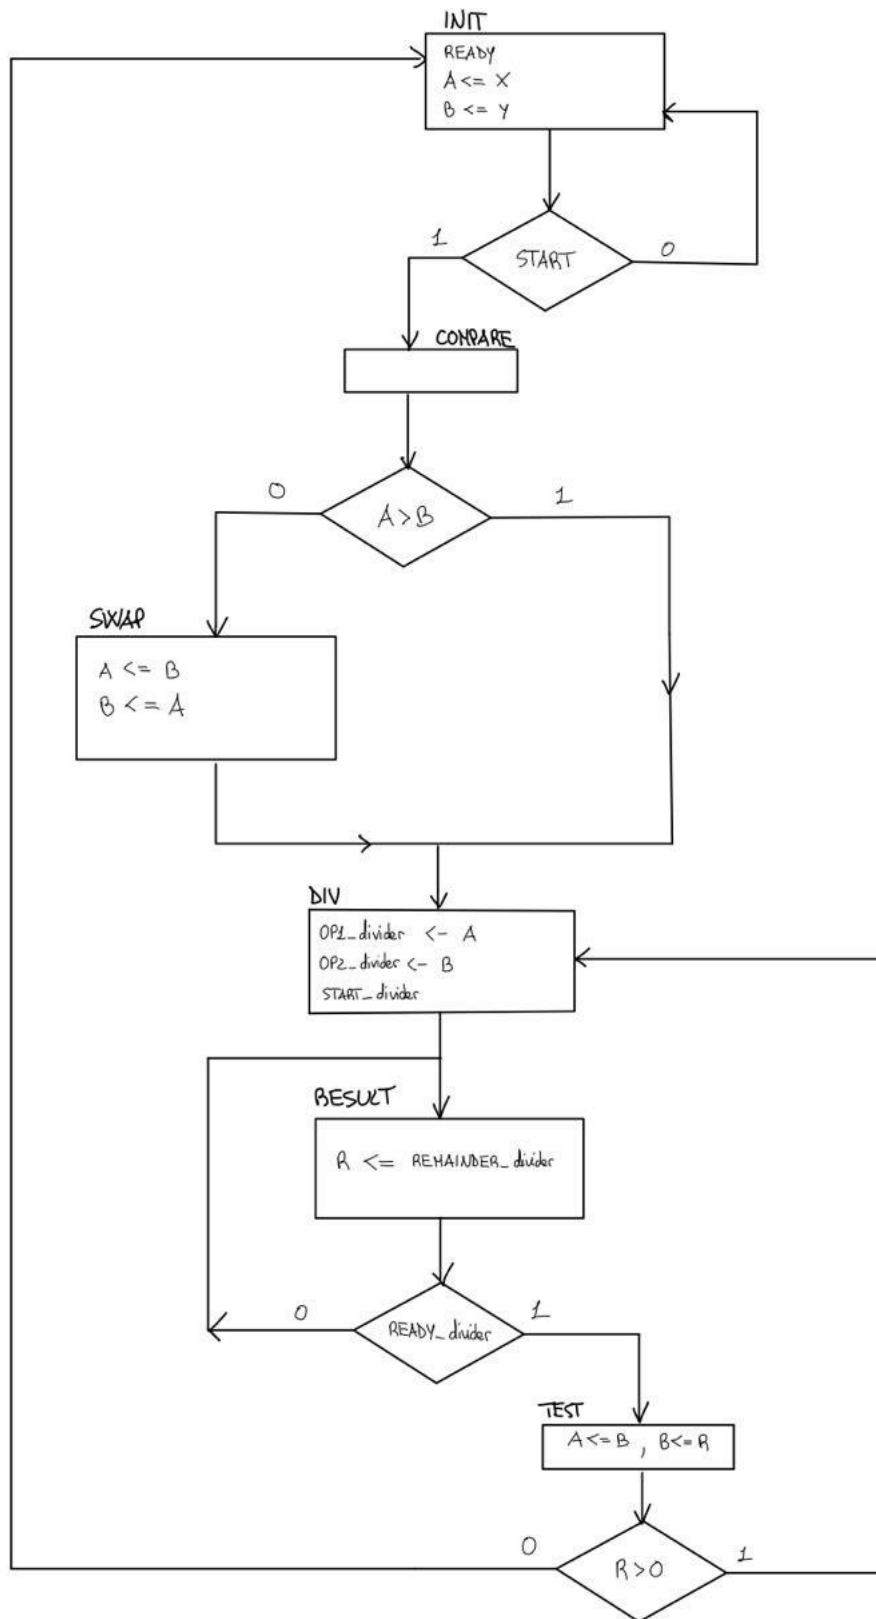 INIT
READY
A <= X
B <= Y
START
1
0
COMPARE
A > B
0
1
SWAP
A <= B
B <= A
DIV
OP1_divider <- A
OP2_divider <- B
START_divider
RESULT
R <= REMAINDER_divider
READY_divider
0
1
TEST
A <= B , B <= R
R > 0
0
1